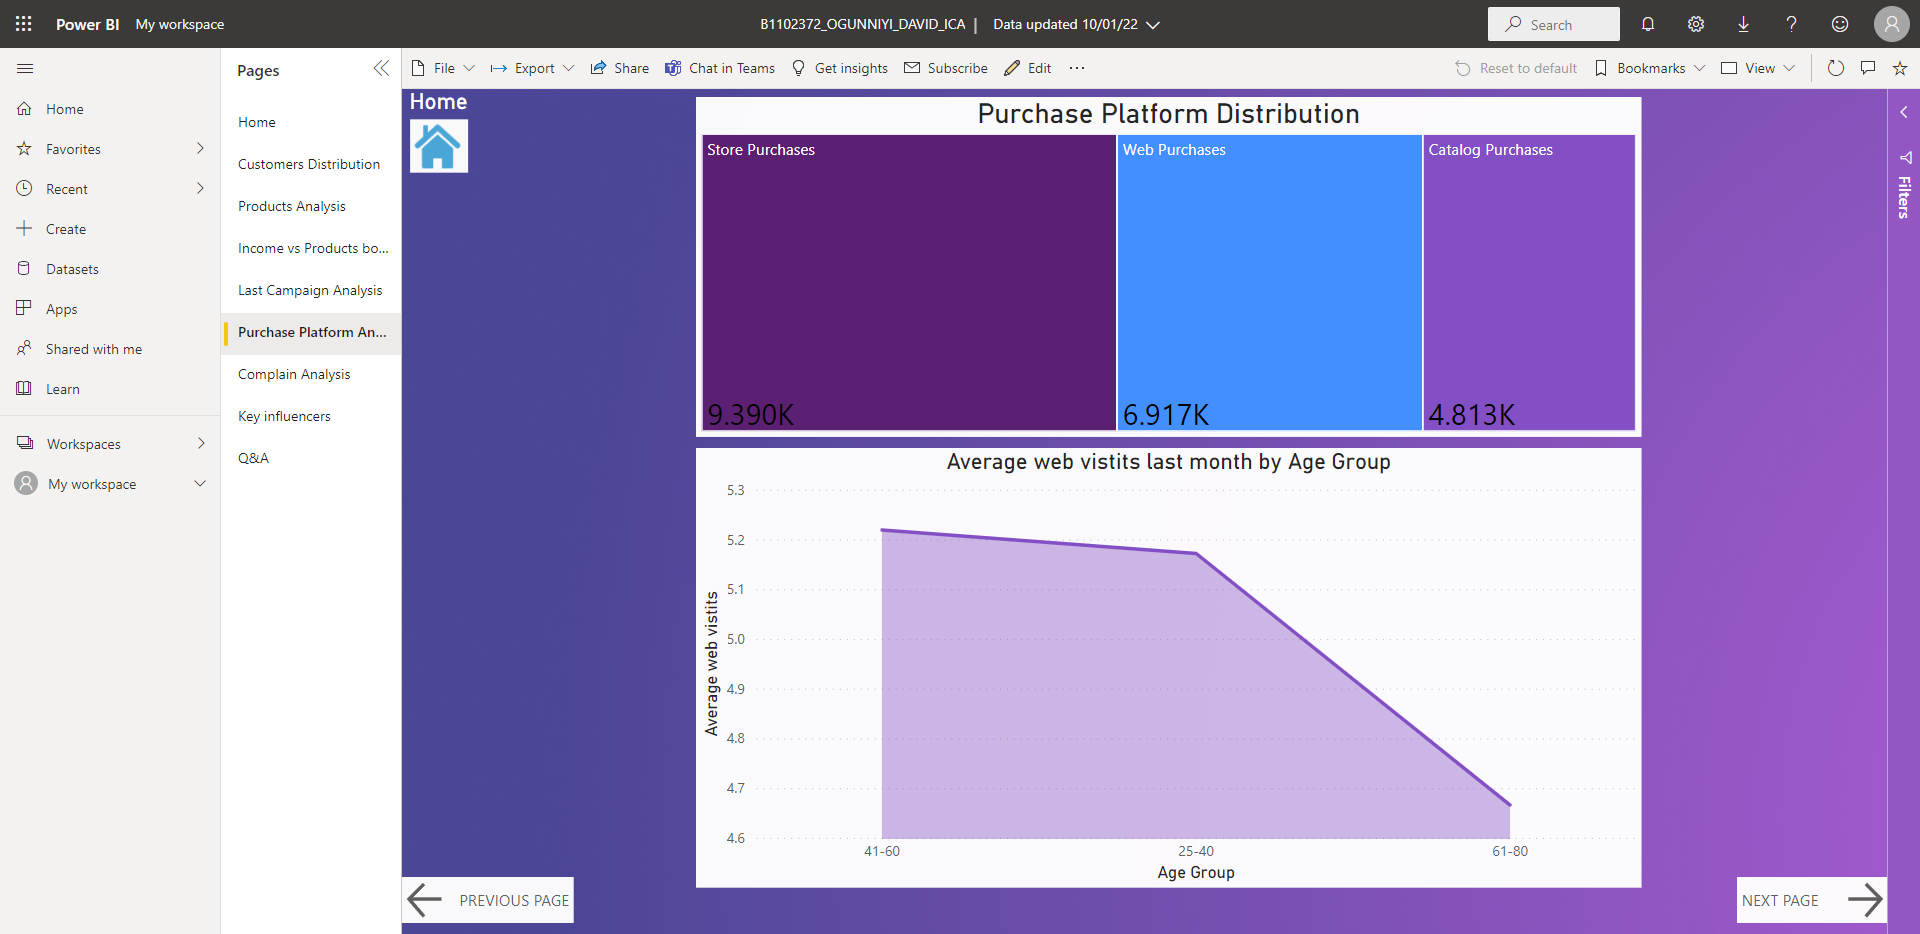 Power BI My workspace
B1102372_OGUNNIYI_DAVID_ICA | Data updated 10/01/22
Search
Home
Favorites
Recent
Create
Datasets
Apps
Shared with me
Learn
Workspaces
My workspace
Pages
Home
Customers Distribution
Products Analysis
Income vs Products bo...
Last Campaign Analysis
Purchase Platform An...
Complain Analysis
Key influencers
Q&A
File Export Share Chat in Teams Get insights Subscribe Edit ...
Reset to default Bookmarks View
Home
Purchase Platform Distribution
Store Purchases
9.390K
Web Purchases
6.917K
Catalog Purchases
4.813K
Average web vistits last month by Age Group
Average web vistits
5.3
5.2
5.1
5.0
4.9
4.8
4.7
4.6
41-60 25-40 61-80
Age Group
PREVIOUS PAGE
NEXT PAGE
Filters